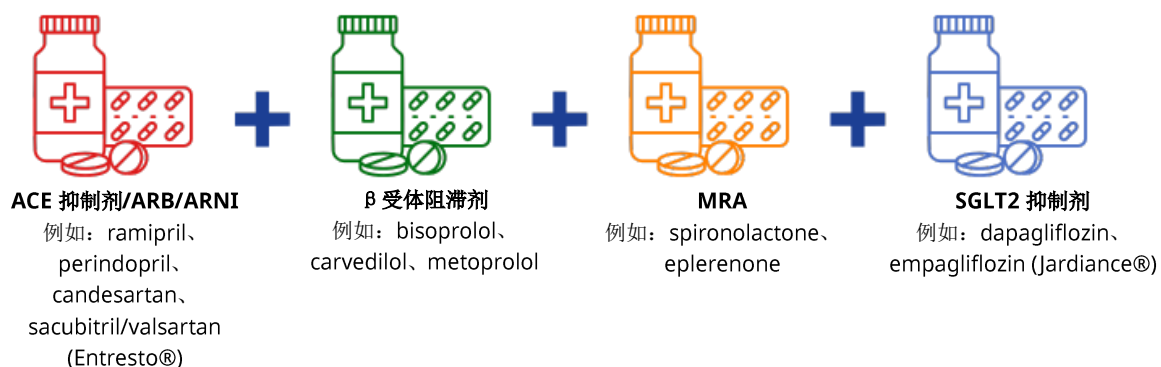 ACE 抑制剂/ARB/ARNI
例如：ramipril、
perindopril、
candesartan、
sacubitril/valsartan
(Entresto®)
β 受体阻滞剂
例如：bisoprolol、
carvedilol、metoprolol
MRA
例如：spironolactone、
eplerenone
SGLT2 抑制剂
例如：dapagliflozin、
empagliflozin (Jardiance®)